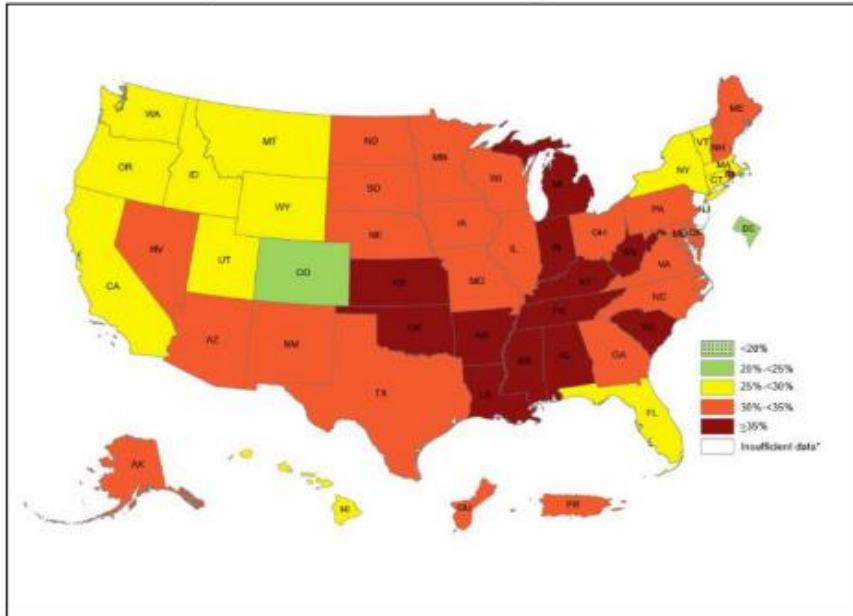 WA
MT
ND
MN
ME
VT
NH
OR
ID
SD
WI
MI
NY
MA
CT
WY
NE
IA
PA
NJ
NV
UT
CO
IL
IN
OH
DC
CA
KS
MO
WV
VA
KY
AZ
NM
OK
AR
TN
NC
SC
TX
LA
MS
AL
GA
FL
AK
HI
GU
PR
<20%
20%-<25%
25%-<30%
30%-<35%
≥35%
Insufficient data*